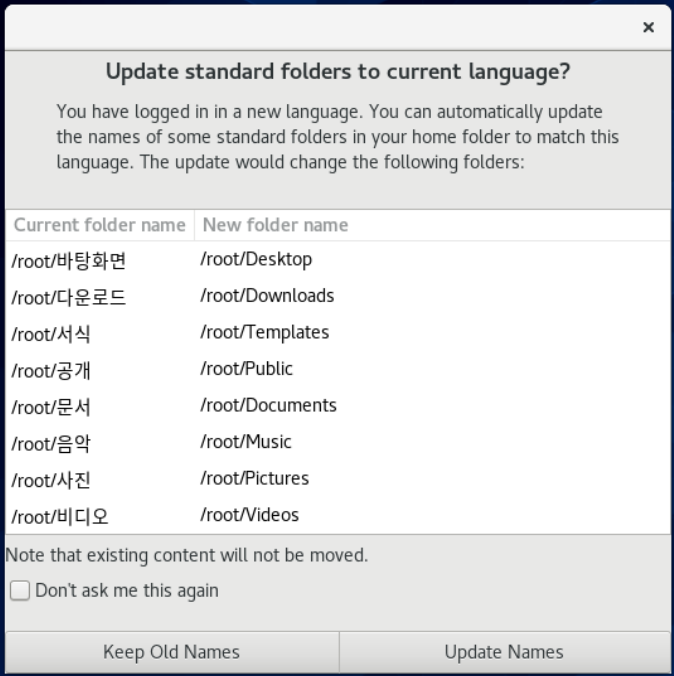 Update standard folders to current language?
You have logged in in a new language. You can automatically update
the names of some standard folders in your home folder to match this
language. The update would change the following folders:
Current folder name New folder name
/root/바탕화면 /root/Desktop
/root/다운로드 /root/Downloads
/root/서식 /root/Templates
/root/공개 /root/Public
/root/문서 /root/Documents
/root/음악 /root/Music
/root/사진 /root/Pictures
/root/비디오 /root/Videos
Note that existing content will not be moved.
Don't ask me this again
Keep Old Names Update Names